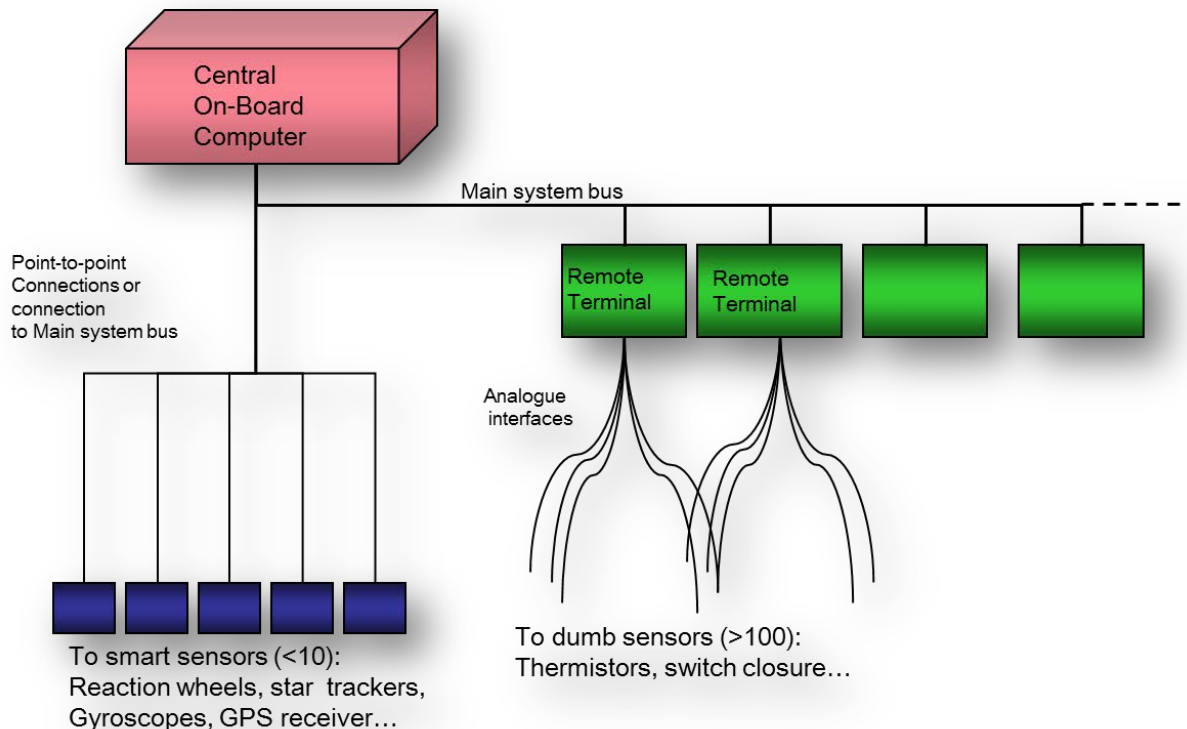 Central
On-Board
Computer
Main system bus
Point-to-point
Connections or
connection
to Main system bus
Remote
Terminal
Remote
Terminal
Analogue
interfaces
To smart sensors (<10):
Reaction wheels, star trackers,
Gyroscopes, GPS receiver…
To dumb sensors (>100):
Thermistors, switch closure…